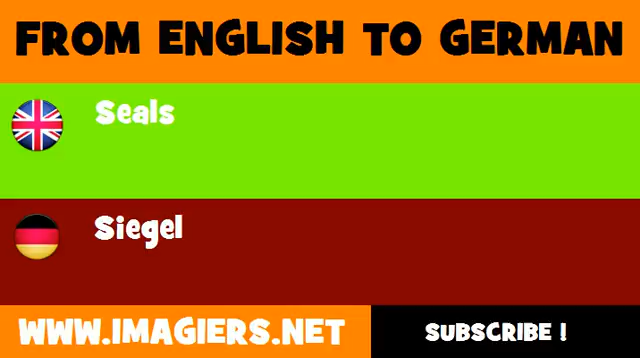 FROM ENGLISH TO GERMAN
Seals
Siegel
WWW.IMAGIERS.NET
SUBSCRIBE !